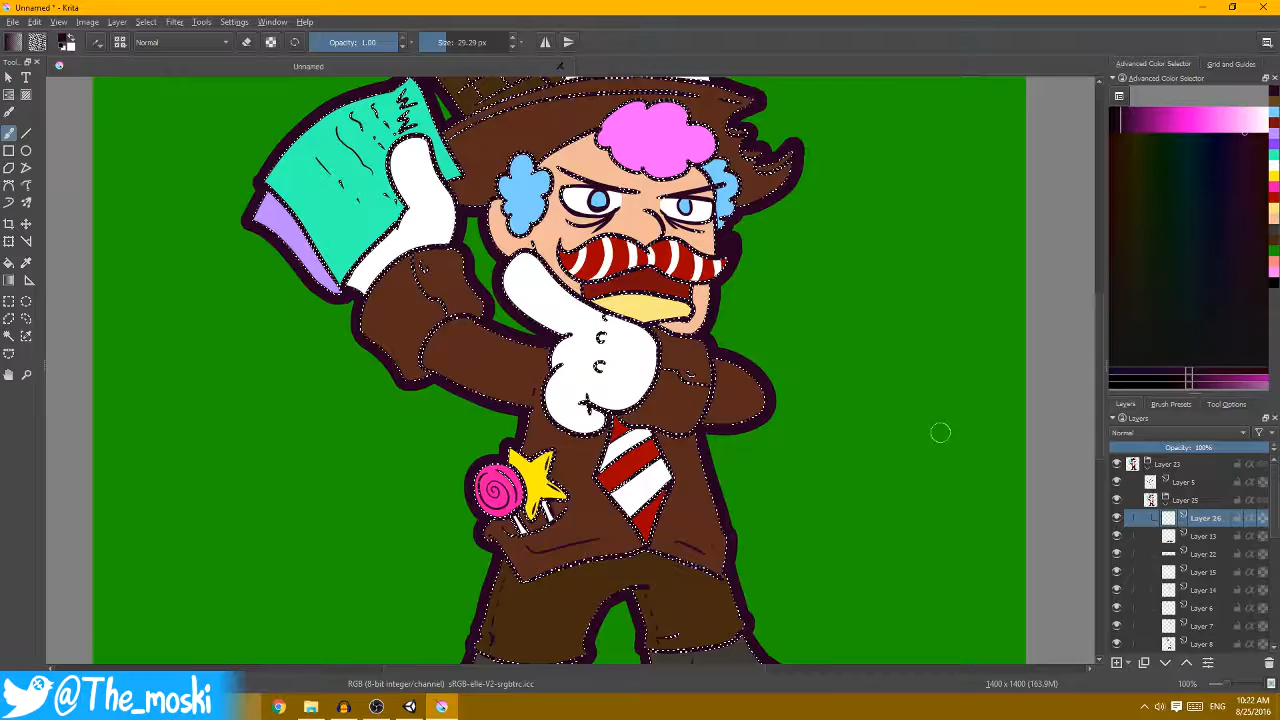 Unnamed * - Krita
File Edit View Image Layer Select Filter Tools Settings Window Help
Normal Opacity: 1.00 Size: 29.29 px
Tool...
Unnamed
Advanced Color Selector Grid and Guides
Advanced Color Selector
Layers Brush Presets Tool Options
Layers
Normal
Opacity: 100%
Layer 23
Layer 5
Layer 25
Layer 26
Layer 13
Layer 22
Layer 15
Layer 14
Layer 6
Layer 7
Layer 8
RGB (8-bit integer/channel) sRGB-elle-V2-srgbtrc.icc
1400 x 1400 (163.9M)
100%
@The_moski
ENG
10:22 AM
8/25/2016